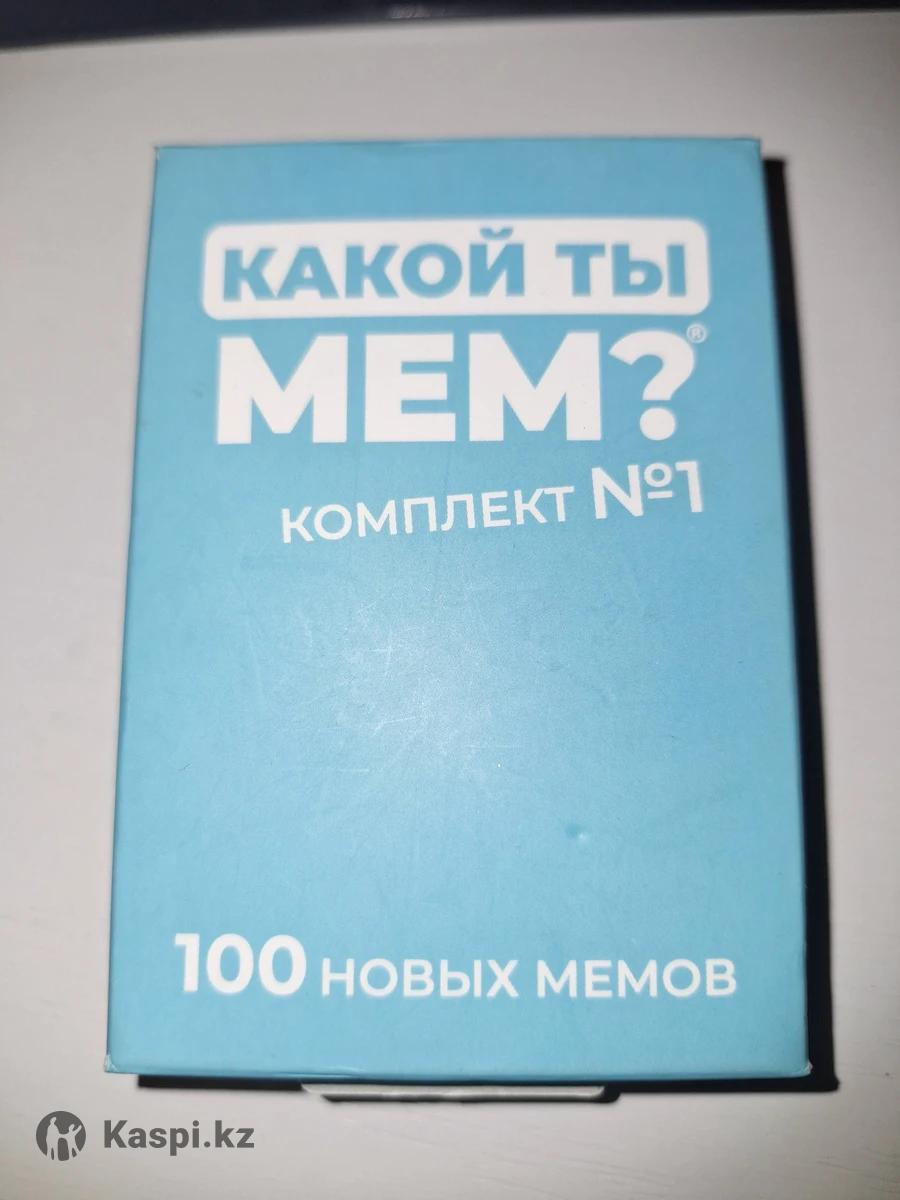 КАКОЙ ТЫ
МЕМ?®
КОМПЛЕКТ №1
100 НОВЫХ МЕМОВ
Kaspi.kz